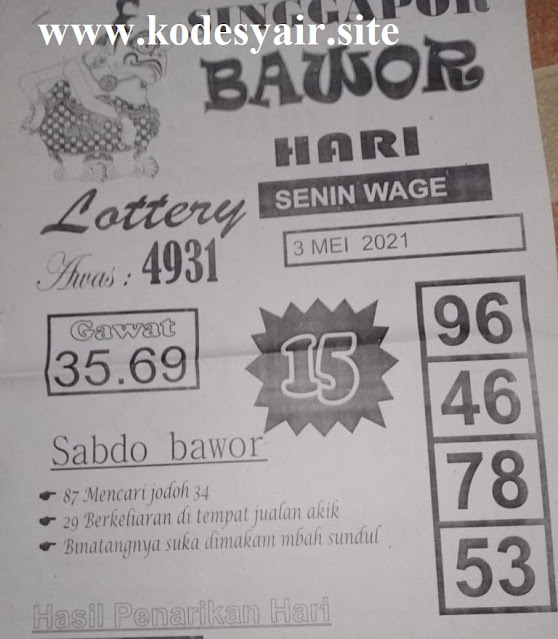 SINGGAPOR
www.kodesyair.site
BAWOR
HARI
SENIN WAGE
3 MEI 2021
Lottery
Awas : 4931
Gawat
35.69
15
96
46
78
53
Sabdo bawor
87 Mencari jodoh 34
29 Berkeliaran di tempat jualan akik
Binatangnya suka dimakam mbah sundul
Hasil Penarikan Hari